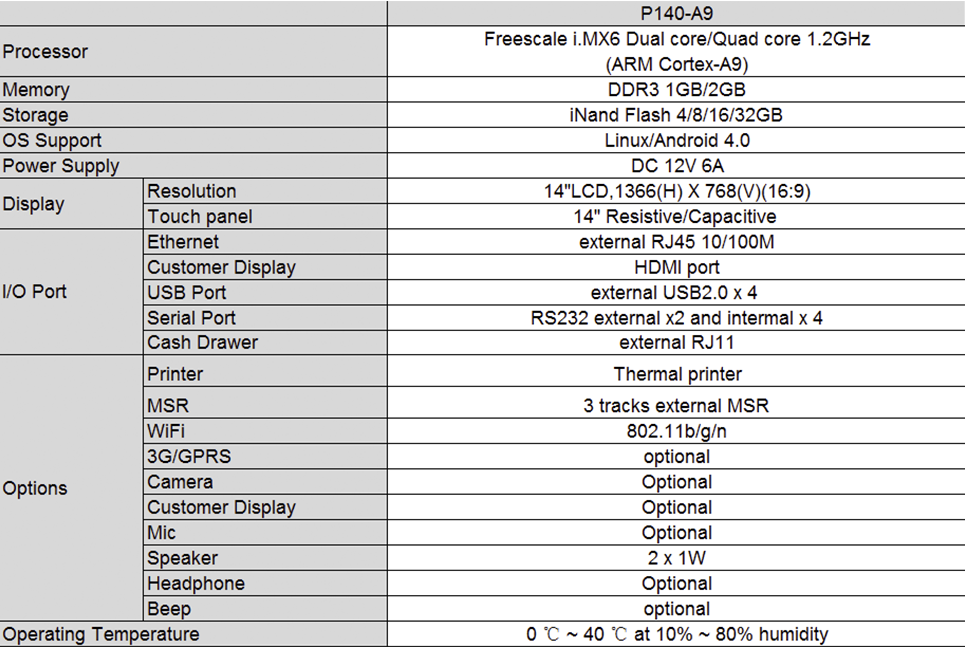 P140-A9
Processor
Freescale i.MX6 Dual core/Quad core 1.2GHz
(ARM Cortex-A9)
Memory
DDR3 1GB/2GB
Storage
iNand Flash 4/8/16/32GB
OS Support
Linux/Android 4.0
Power Supply
DC 12V 6A
Display
Resolution
14"LCD,1366(H) X 768(V)(16:9)
Touch panel
14" Resistive/Capacitive
I/O Port
Ethernet
external RJ45 10/100M
Customer Display
HDMI port
USB Port
external USB2.0 x 4
Serial Port
RS232 external x2 and intermal x 4
Cash Drawer
external RJ11
Options
Printer
Thermal printer
MSR
3 tracks external MSR
WiFi
802.11b/g/n
3G/GPRS
optional
Camera
Optional
Customer Display
Optional
Mic
Optional
Speaker
2 x 1W
Headphone
Optional
Beep
optional
Operating Temperature
0 ℃ ~ 40 ℃ at 10% ~ 80% humidity